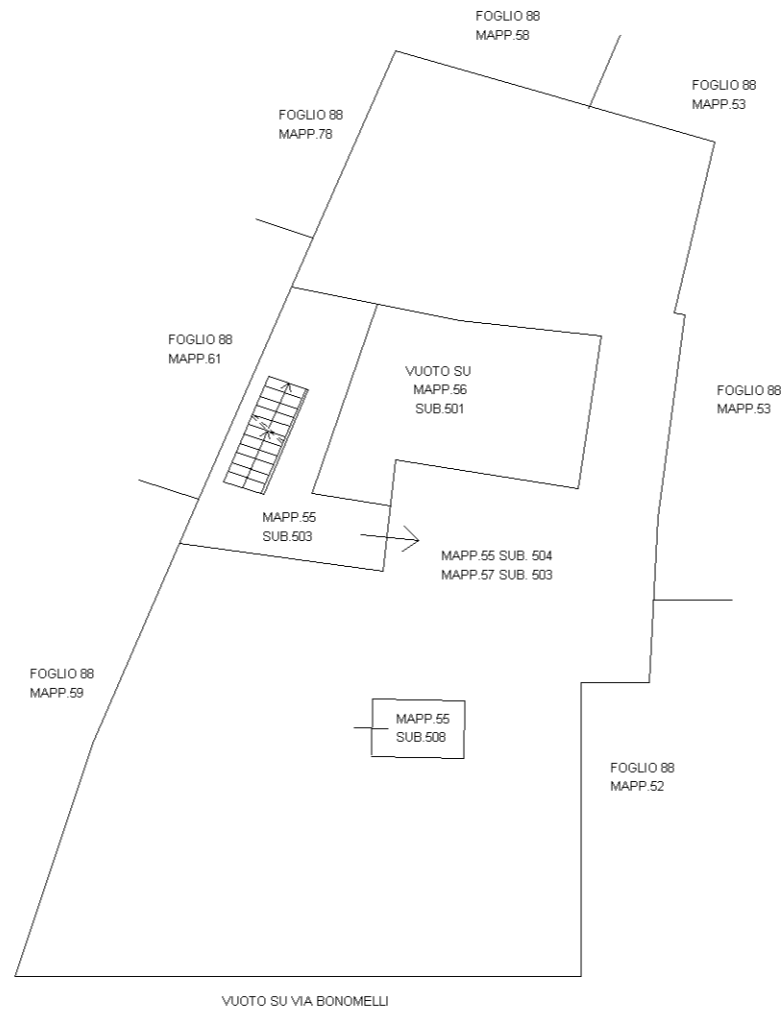 FOGLIO 88
MAPP.58
FOGLIO 88
MAPP.53
FOGLIO 88
MAPP.78
FOGLIO 88
MAPP.61
VUOTO SU
MAPP.56
SUB.501
FOGLIO 88
MAPP.53
MAPP.55
SUB.503
MAPP.55 SUB. 504
MAPP.57 SUB. 503
FOGLIO 88
MAPP.59
MAPP.55
SUB.508
FOGLIO 88
MAPP.52
VUOTO SU VIA BONOMELLI